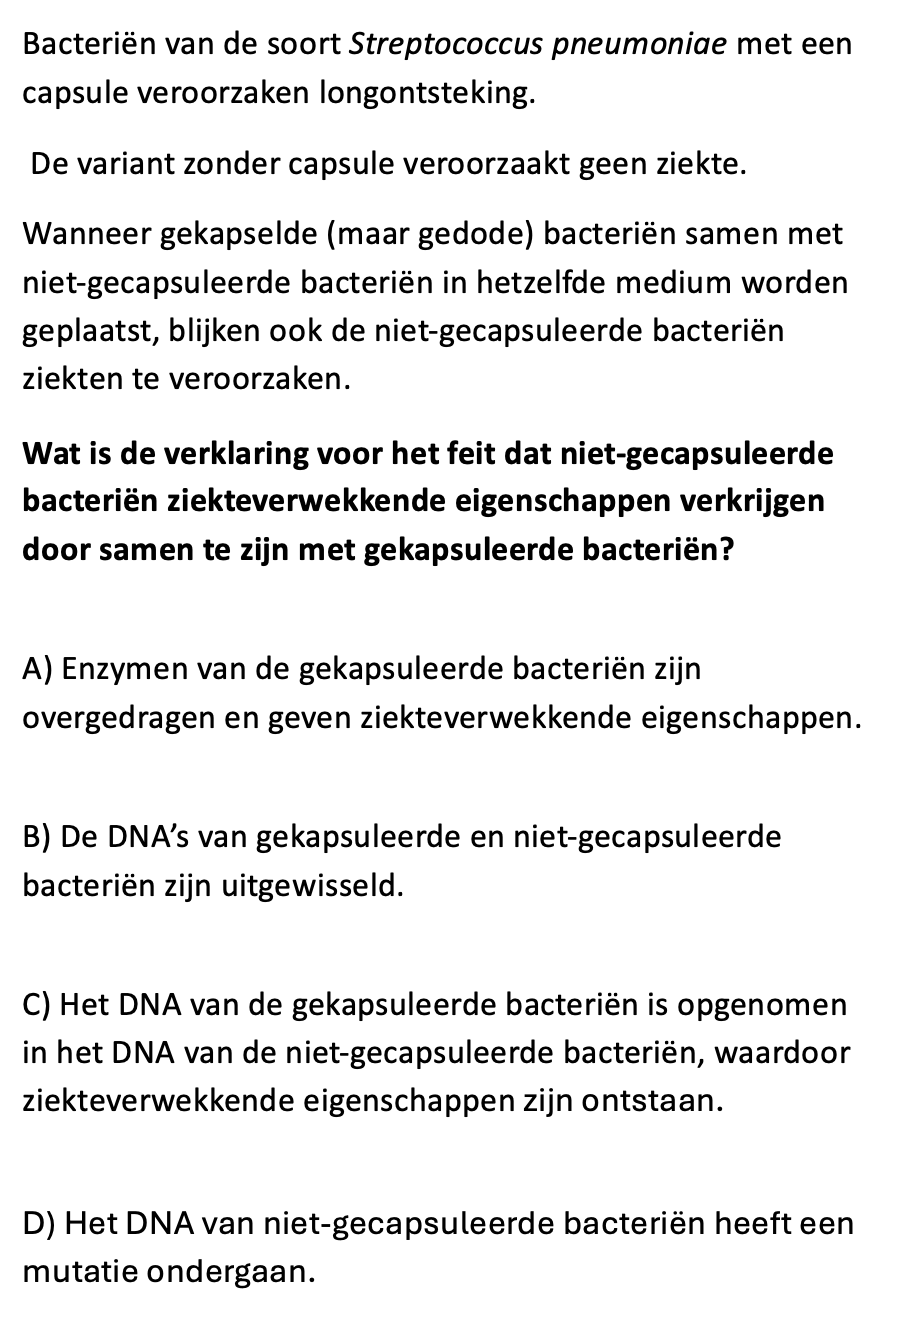 Bacteriën van de soort Streptococcus pneumoniae met een
capsule veroorzaken longontsteking.
De variant zonder capsule veroorzaakt geen ziekte.
Wanneer gekapselde (maar gedode) bacteriën samen met
niet-gecapsuleerde bacteriën in hetzelfde medium worden
geplaatst, blijken ook de niet-gecapsuleerde bacteriën
ziekten te veroorzaken.
Wat is de verklaring voor het feit dat niet-gecapsuleerde
bacteriën ziekteverwekkende eigenschappen verkrijgen
door samen te zijn met gekapsuleerde bacteriën?
A) Enzymen van de gekapsuleerde bacteriën zijn
overgedragen en geven ziekteverwekkende eigenschappen.
B) De DNA’s van gekapsuleerde en niet-gecapsuleerde
bacteriën zijn uitgewisseld.
C) Het DNA van de gekapsuleerde bacteriën is opgenomen
in het DNA van de niet-gecapsuleerde bacteriën, waardoor
ziekteverwekkende eigenschappen zijn ontstaan.
D) Het DNA van niet-gecapsuleerde bacteriën heeft een
mutatie ondergaan.